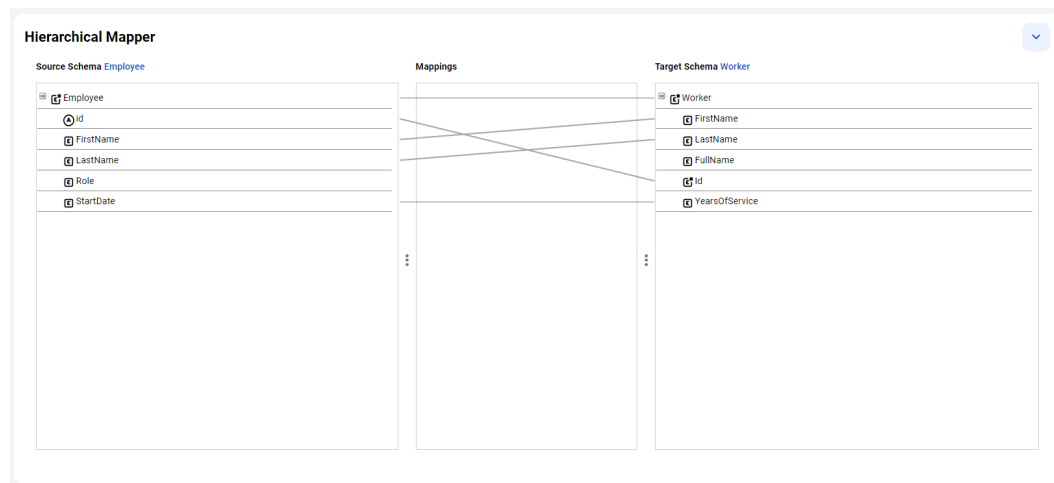 Hierarchical Mapper
Source Schema Employee
Mappings
Target Schema Worker
Employee
id
FirstName
LastName
Role
StartDate
Worker
FirstName
LastName
FullName
Id
YearsOfService